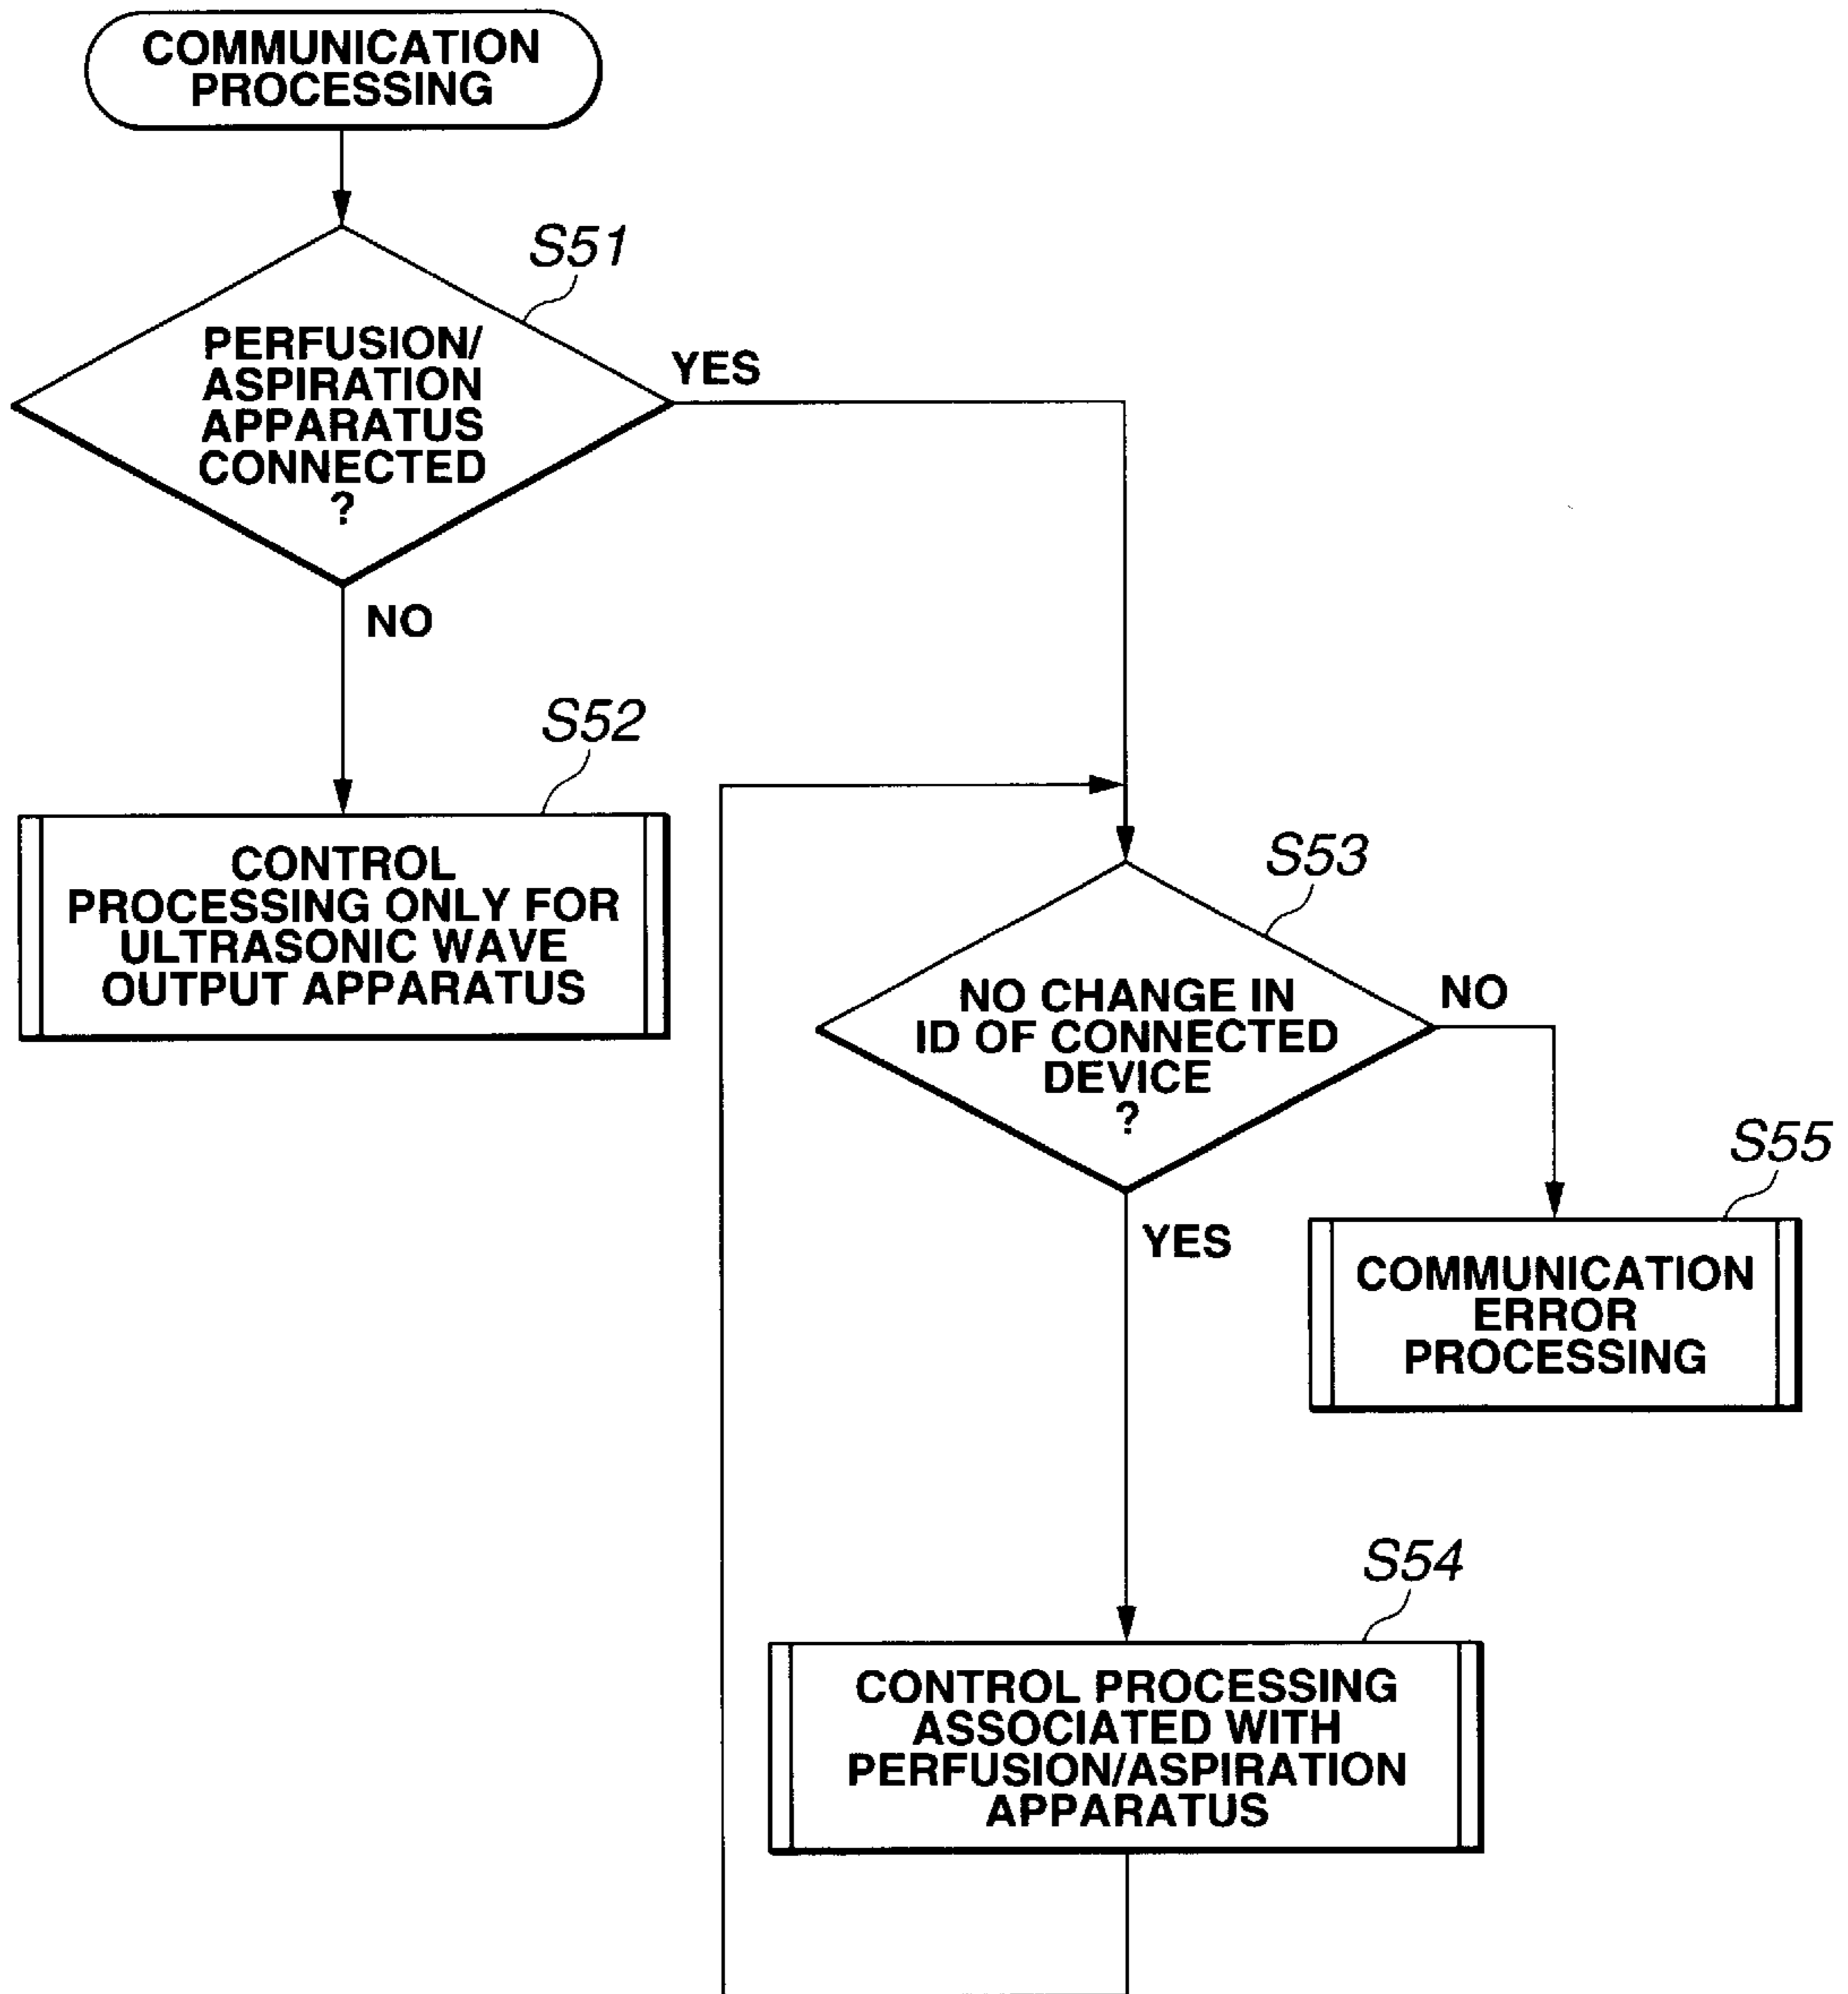 COMMUNICATION
PROCESSING
S51
PERFUSION/
ASPIRATION
APPARATUS
CONNECTED
?
YES
NO
S52
CONTROL
PROCESSING ONLY FOR
ULTRASONIC WAVE
OUTPUT APPARATUS
S53
NO CHANGE IN
ID OF CONNECTED
DEVICE
?
NO
YES
S55
COMMUNICATION
ERROR
PROCESSING
S54
CONTROL PROCESSING
ASSOCIATED WITH
PERFUSION/ASPIRATION
APPARATUS